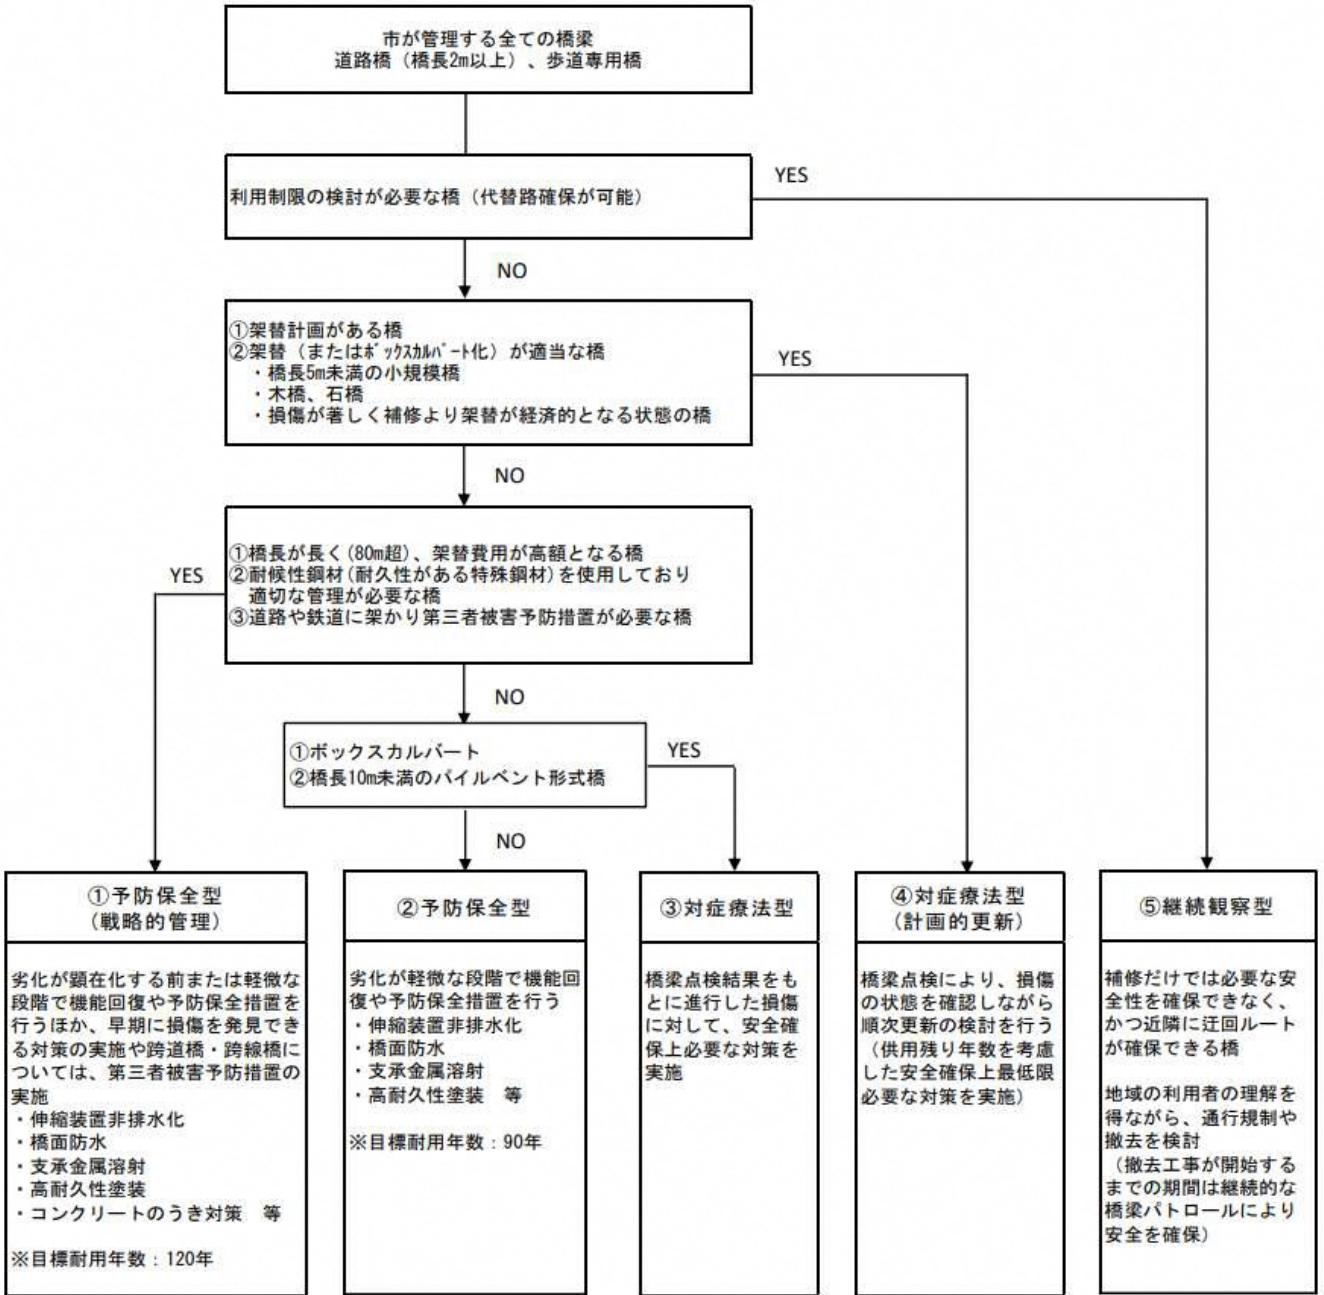 市が管理する全ての橋梁
道路橋（橋長2m以上）、歩道専用橋
利用制限の検討が必要な橋（代替路確保が可能）
YES
NO
①架替計画がある橋
②架替（またはﾎﾞｯｸｽｶﾙﾊﾞｰﾄ化）が適当な橋
・橋長5m未満の小規模橋
・木橋、石橋
・損傷が著しく補修より架替が経済的となる状態の橋
YES
NO
①橋長が長く(80m超)、架替費用が高額となる橋
②耐候性鋼材(耐久性がある特殊鋼材)を使用しており
適切な管理が必要な橋
③道路や鉄道に架かり第三者被害予防措置が必要な橋
YES
NO
①ボックスカルバート
②橋長10m未満のパイルベント形式橋
YES
NO
①予防保全型
（戦略的管理）
劣化が顕在化する前または軽微な
段階で機能回復や予防保全措置を
行うほか、早期に損傷を発見でき
る対策の実施や跨道橋・跨線橋に
ついては、第三者被害予防措置の
実施
・伸縮装置非排水化
・橋面防水
・支承金属溶射
・高耐久性塗装
・コンクリートのうき対策　等
※目標耐用年数：120年
②予防保全型
劣化が軽微な段階で機能回
復や予防保全措置を行う
・伸縮装置非排水化
・橋面防水
・支承金属溶射
・高耐久性塗装　等
※目標耐用年数：90年
③対症療法型
橋梁点検結果をも
とに進行した損傷
に対して、安全確
保上必要な対策を
実施
④対症療法型
（計画的更新）
橋梁点検により、損傷
の状態を確認しながら
順次更新の検討を行う
（供用残り年数を考慮
した安全確保上最低限
必要な対策を実施）
⑤継続観察型
補修だけでは必要な安
全性を確保できなく、
かつ近隣に迂回ルート
が確保できる橋
地域の利用者の理解を
得ながら、通行規制や
撤去を検討
（撤去工事が開始する
までの期間は継続的な
橋梁パトロールにより
安全を確保）